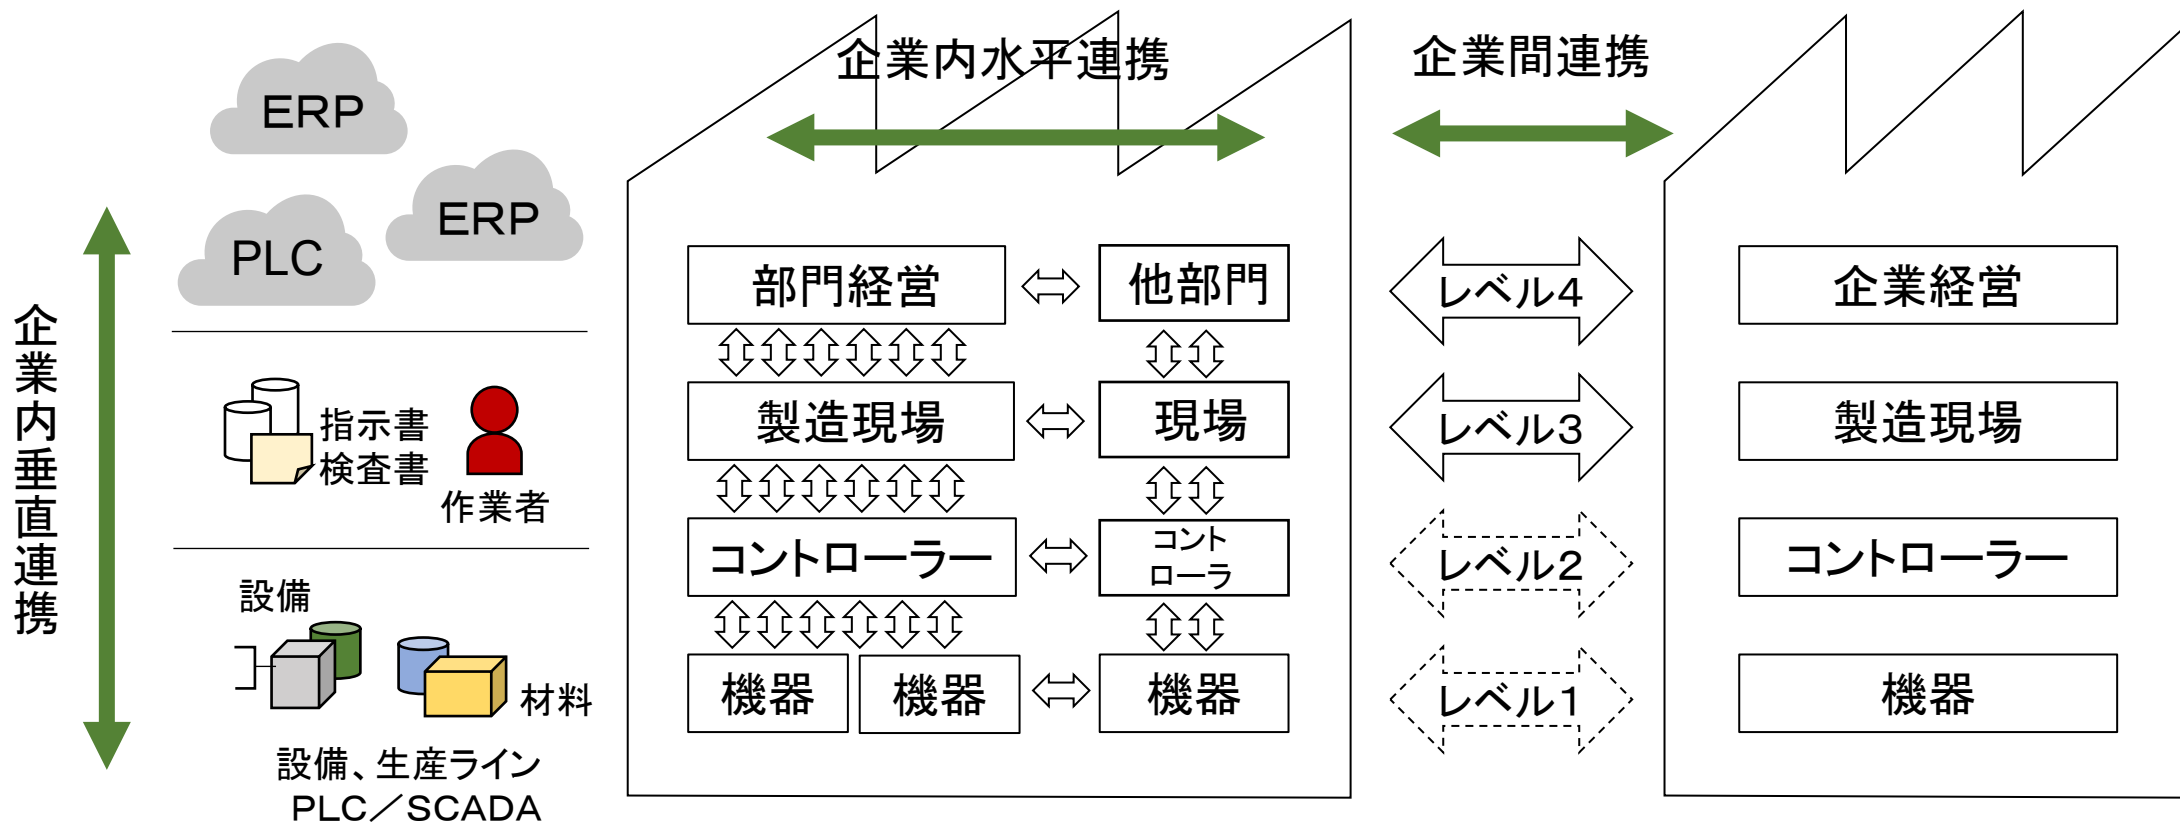 企業内垂直連携
ERP
ERP
PLC
指示書
検査書
作業者
設備
材料
設備、生産ライン
PLC／SCADA
企業内水平連携
部門経営
他部門
製造現場
現場
コントローラー
コント
ローラ
機器
機器
機器
企業間連携
レベル4
レベル3
レベル2
レベル1
企業経営
製造現場
コントローラー
機器